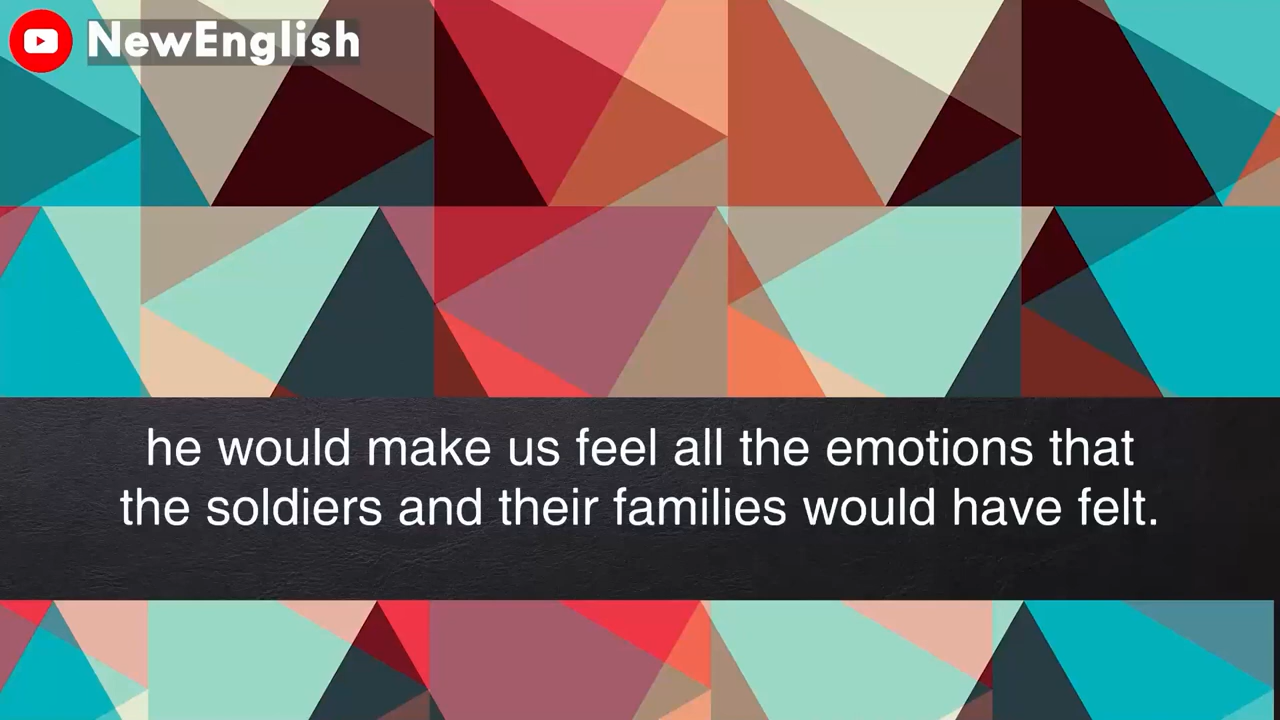 NewEnglish
he would make us feel all the emotions that
the soldiers and their families would have felt.